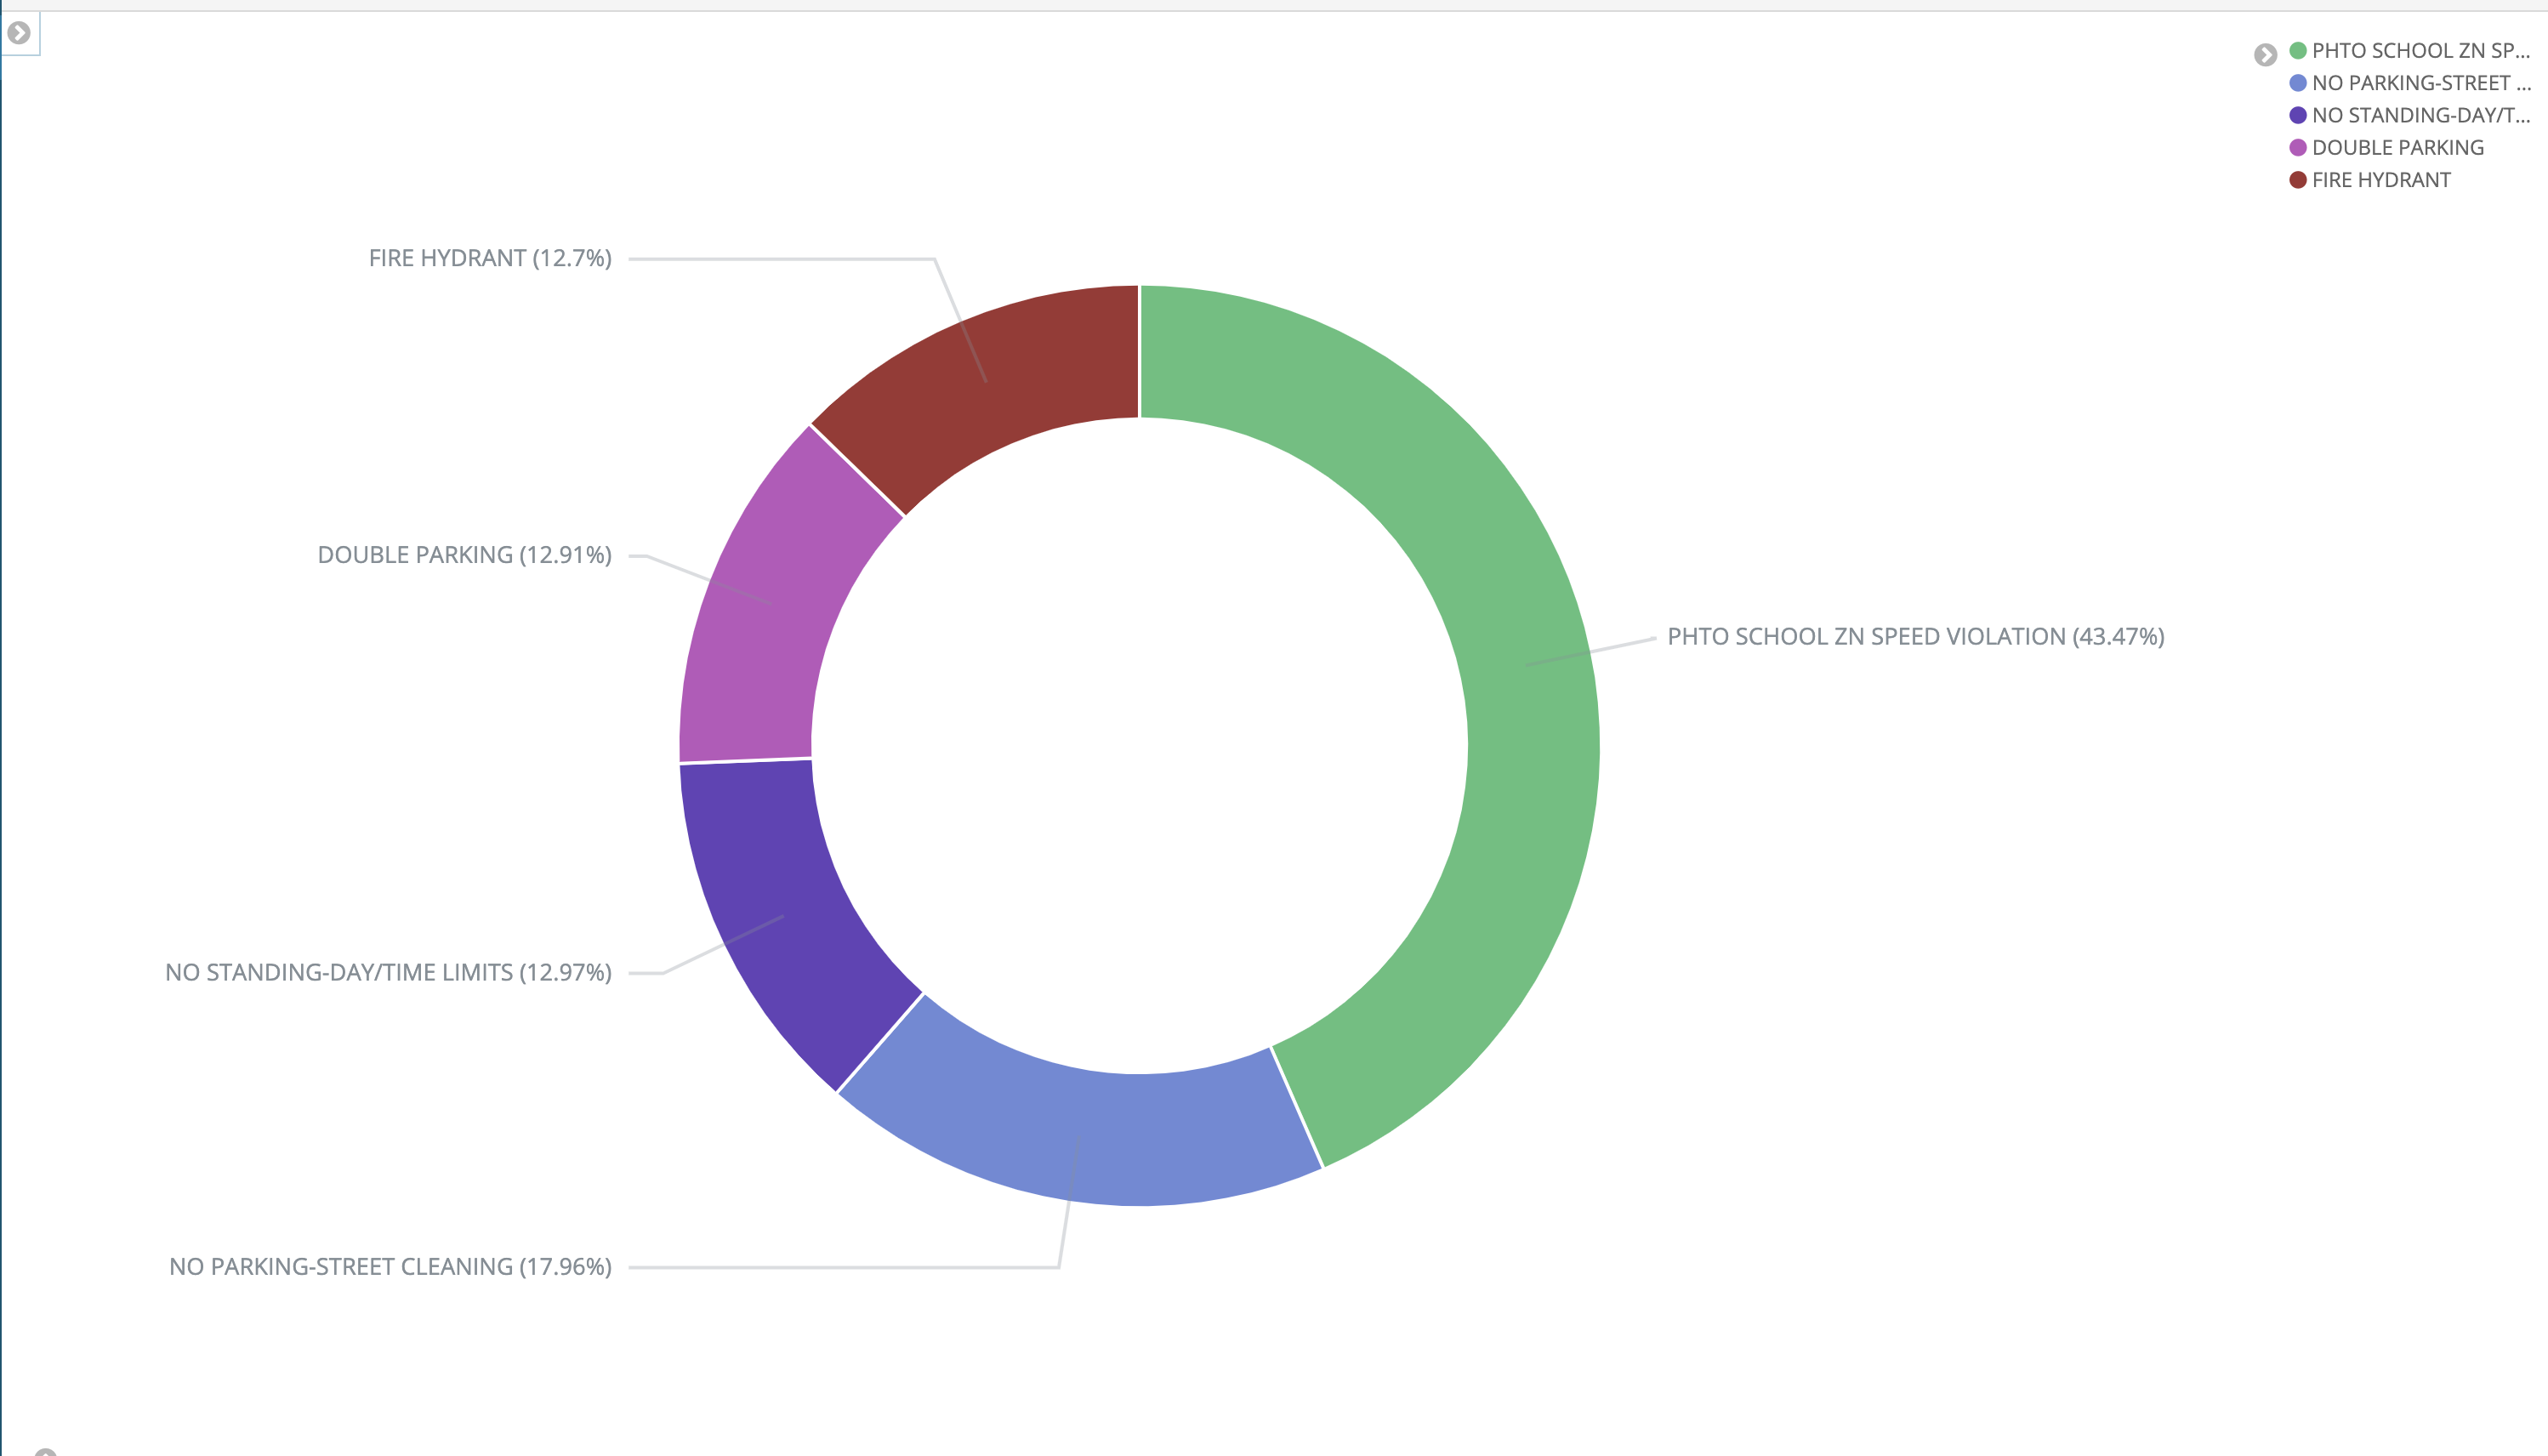 PHTO SCHOOL ZN SP...
NO PARKING-STREET ...
NO STANDING-DAY/T...
DOUBLE PARKING
FIRE HYDRANT
FIRE HYDRANT (12.7%)
DOUBLE PARKING (12.91%)
PHTO SCHOOL ZN SPEED VIOLATION (43.47%)
NO STANDING-DAY/TIME LIMITS (12.97%)
NO PARKING-STREET CLEANING (17.96%)